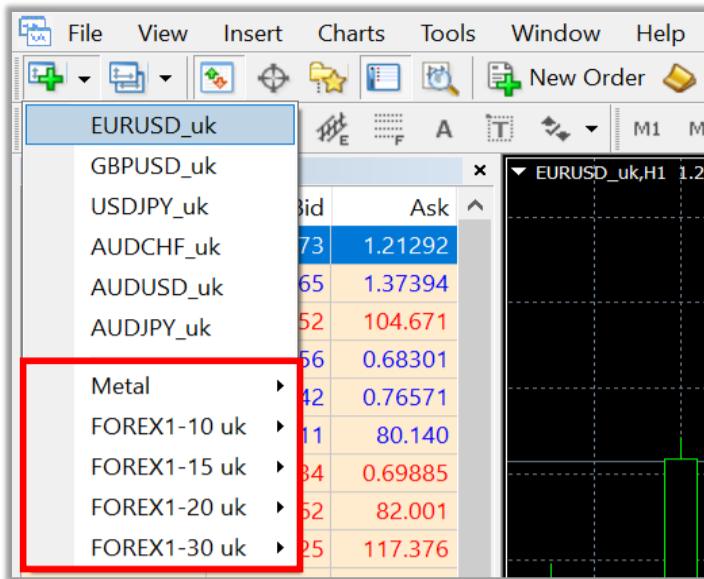 File View Insert Charts Tools Window Help
New Order
EURUSD_uk
E F A T M1 M
GBPUSD_uk
EURUSD_uk,H1 1.2
USDJPY_uk
Bid Ask
AUDCHF_uk 73 1.21292
AUDUSD_uk 65 1.37394
AUDJPY_uk 52 104.671
56 0.68301
Metal 42 0.76571
FOREX1-10 uk 11 80.140
FOREX1-15 uk 34 0.69885
FOREX1-20 uk 52 82.001
FOREX1-30 uk 25 117.376